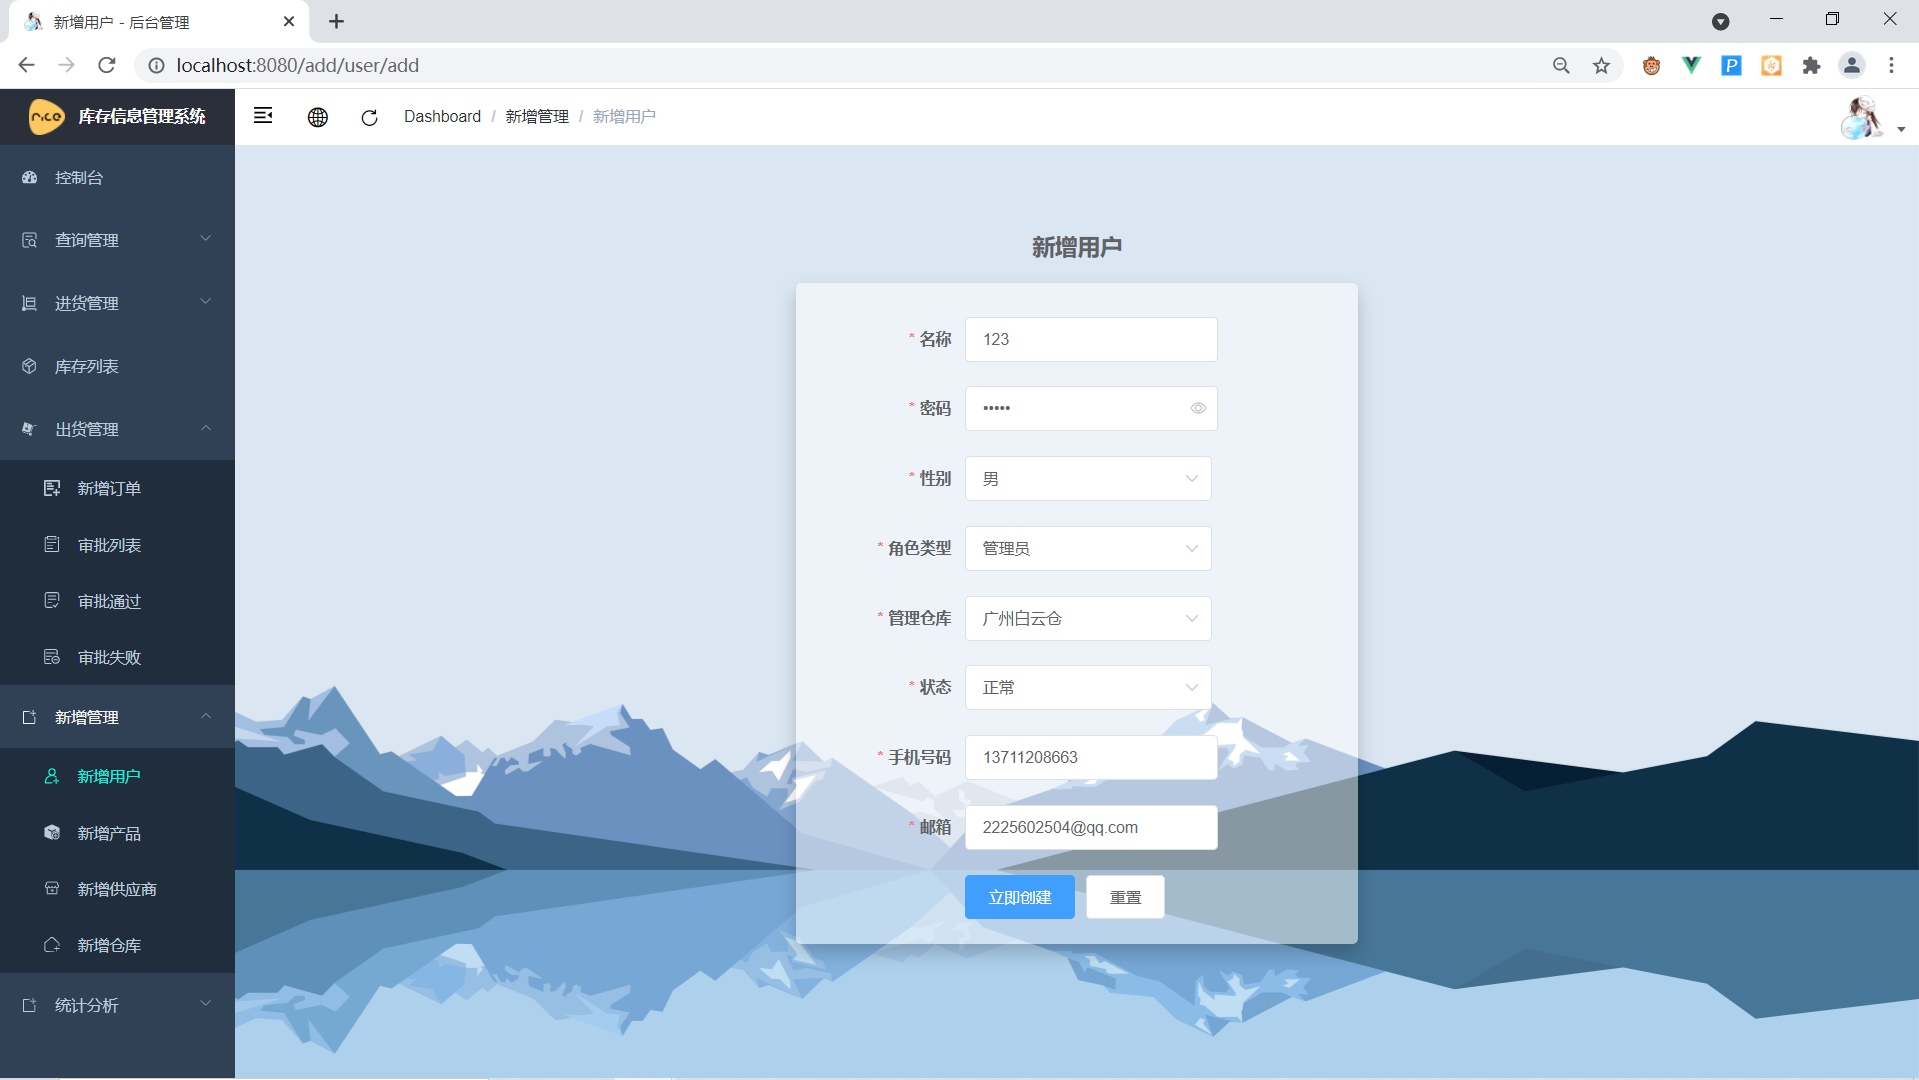 新增用户 - 后台管理
localhost:8080/add/user/add
rice 库存信息管理系统
Dashboard / 新增管理 / 新增用户
控制台
查询管理
进货管理
库存列表
出货管理
新增订单
审批列表
审批通过
审批失败
新增管理
新增用户
新增产品
新增供应商
新增仓库
统计分析
新增用户
* 名称 123
* 密码 •••••
* 性别 男
* 角色类型 管理员
* 管理仓库 广州白云仓
* 状态 正常
* 手机号码 13711208663
* 邮箱 2225602504@qq.com
立即创建 重置